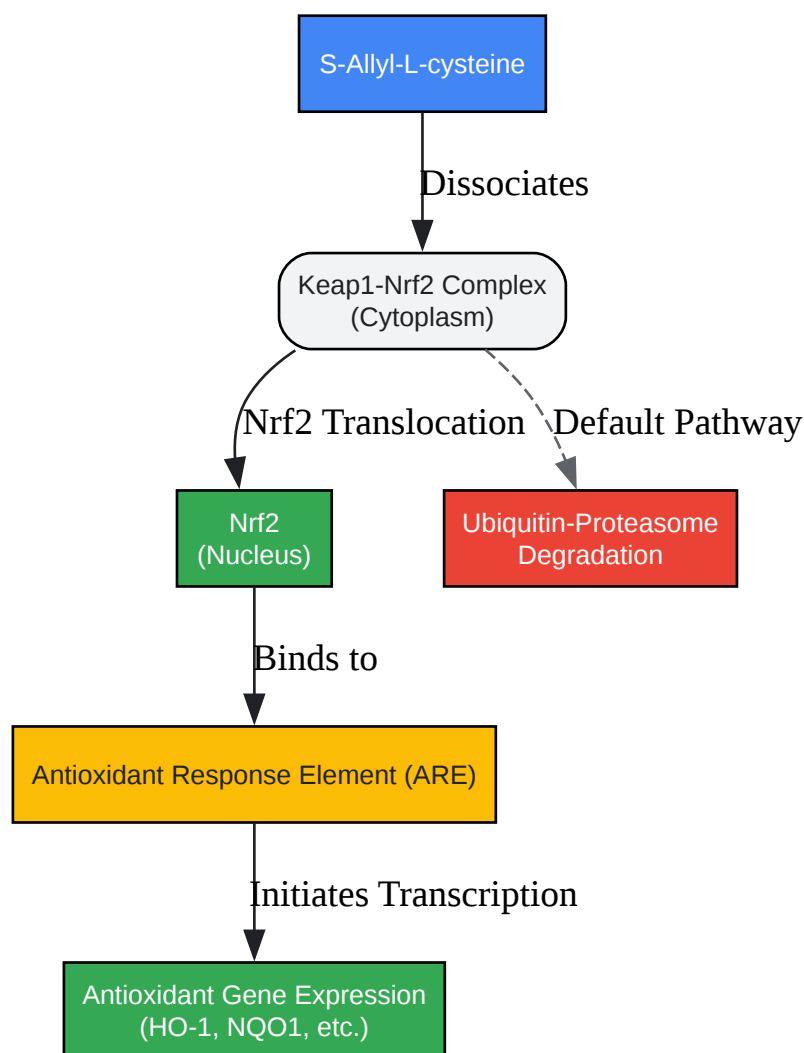 S-Allyl-L-cysteine
Dissociates
Keap1-Nrf2 Complex
(Cytoplasm)
Nrf2 Translocation
Default Pathway
Nrf2
(Nucleus)
Ubiquitin-Proteasome
Degradation
Binds to
Antioxidant Response Element (ARE)
Initiates Transcription
Antioxidant Gene Expression
(HO-1, NQO1, etc.)